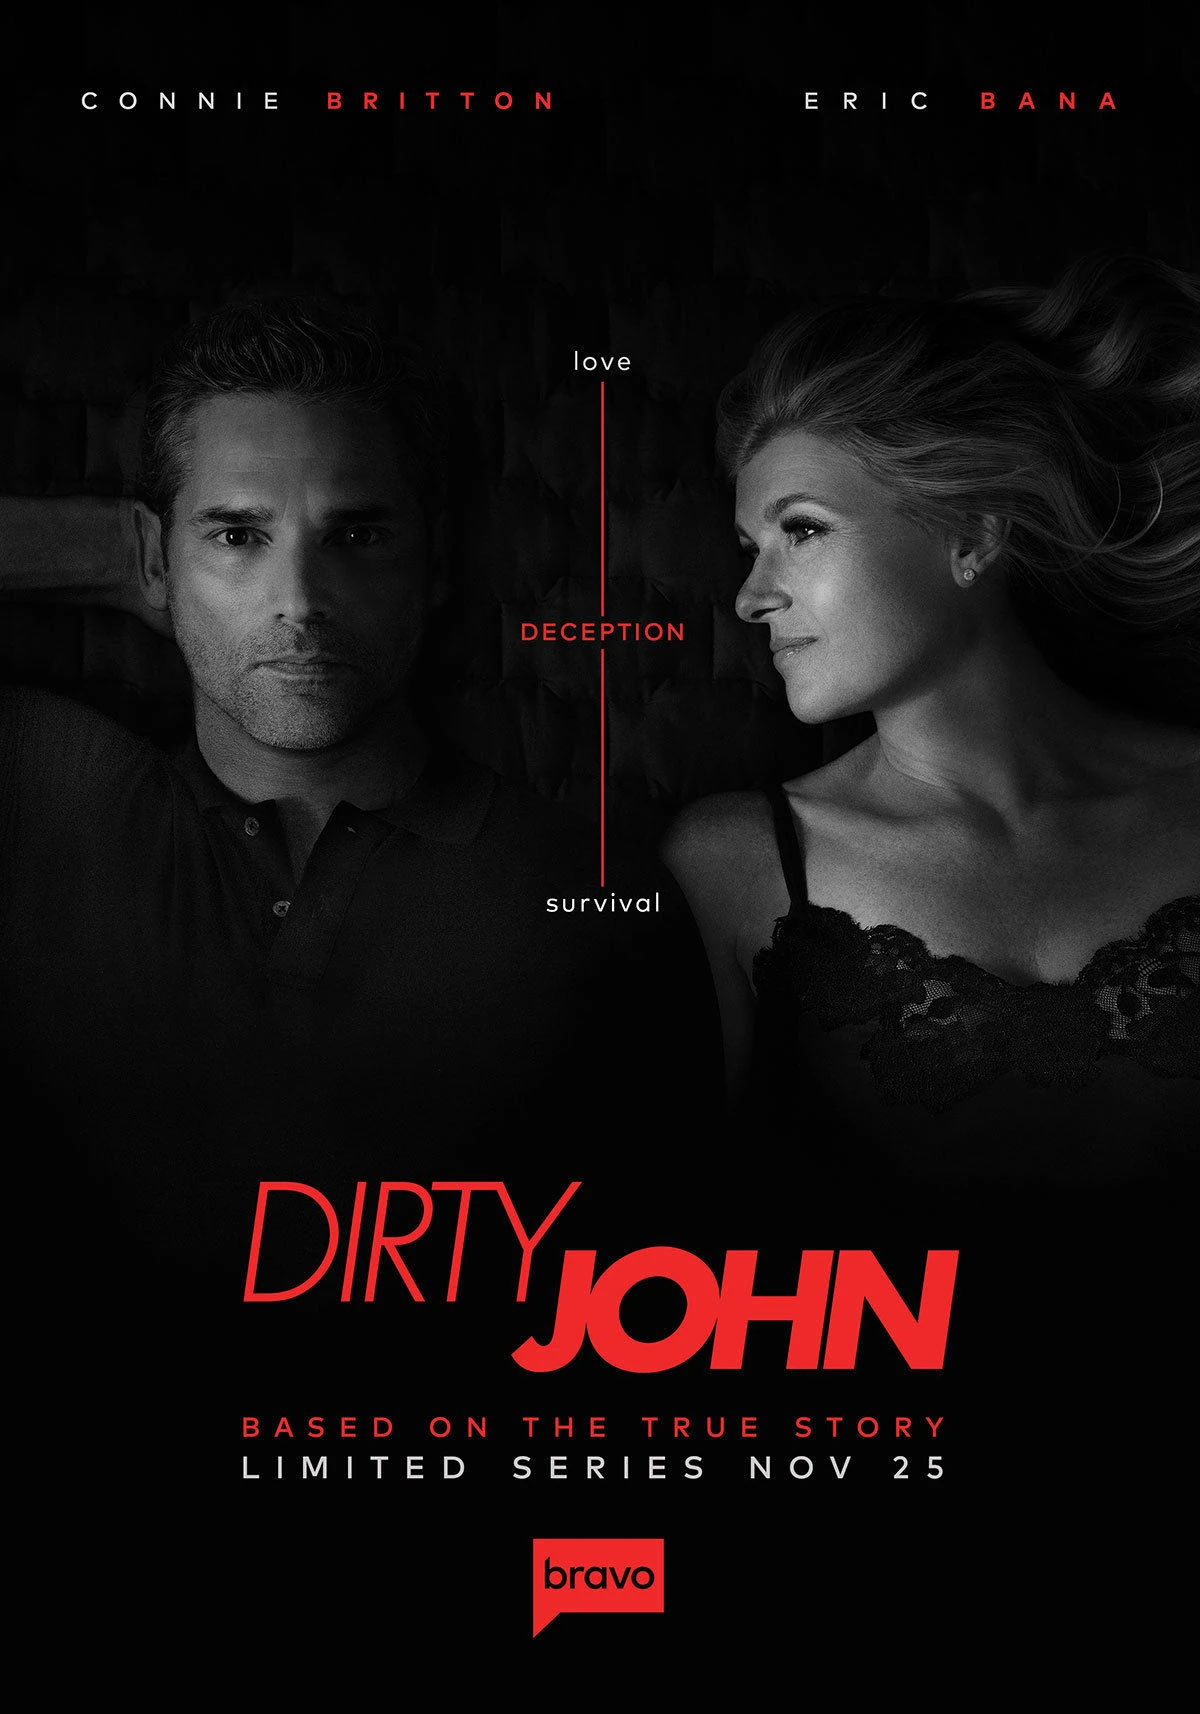 CONNIE BRITTON
ERIC BANA
love
DECEPTION
survival
DIRTY
JOHN
BASED ON THE TRUE STORY
LIMITED SERIES NOV 25
bravo